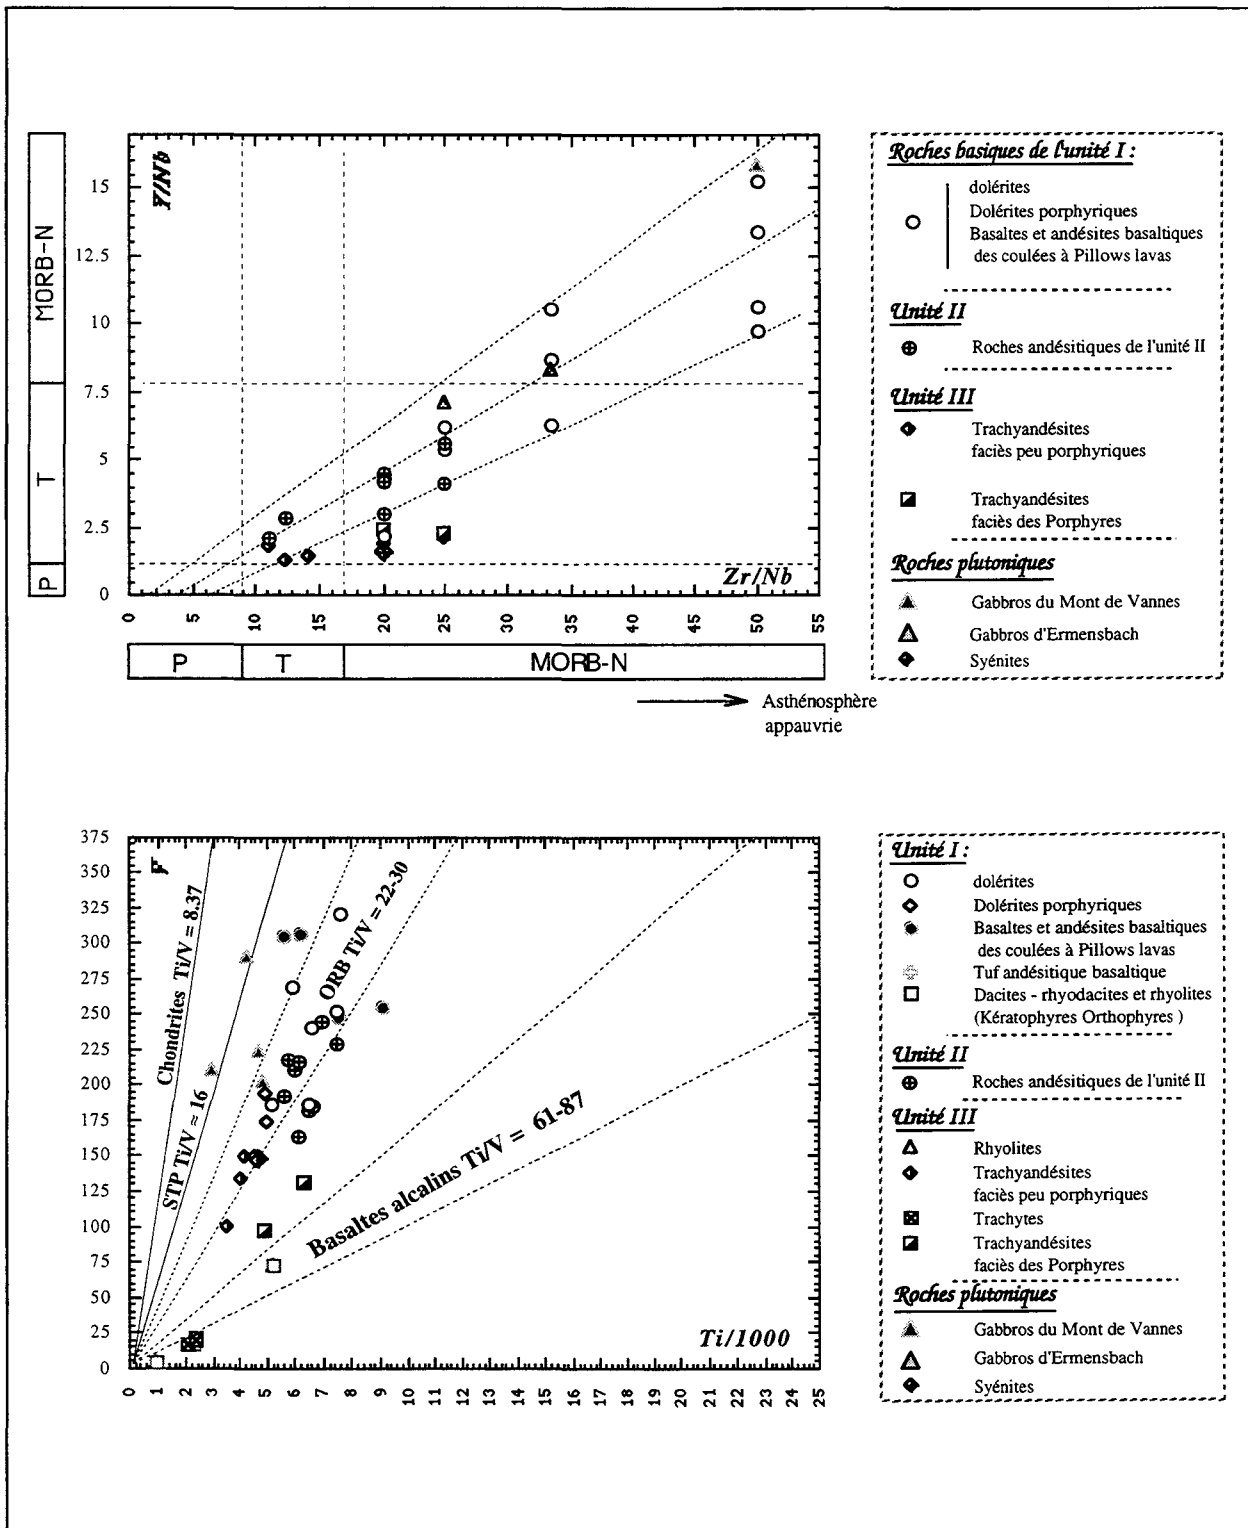 MORB-N
T
P
Y/Nb
15
12.5
10
7.5
5
2.5
0
Zr/Nb
0
5
10
15
20
25
30
35
40
45
50
55
P
T
MORB-N
Asthénosphère
appauvrie
Roches basiques de l'unité I :
dolérites
Dolérites porphyriques
Basaltes et andésites basaltiques
des coulées à Pillows lavas
Unité II
Roches andésitiques de l'unité II
Unité III
Trachyandésites
faciès peu porphyriques
Trachyandésites
faciès des Porphyres
Roches plutoniques
Gabbros du Mont de Vannes
Gabbros d'Ermensbach
Syénites
375
350
325
300
275
250
225
200
175
150
125
100
75
50
25
0
Chondrites Ti/V = 8.37
STP Ti/V = 16
ORB Ti/V = 22-30
Basaltes alcalins Ti/V = 61-87
Ti/1000
0
1
2
3
4
5
6
7
8
9
10
11
12
13
14
15
16
17
18
19
20
21
22
23
24
25
Unité I :
dolérites
Dolérites porphyriques
Basaltes et andésites basaltiques
des coulées à Pillows lavas
Tuf andésitique basaltique
Dacites - rhyodacites et rhyolites
(Kératophyres Orthophyres )
Unité II
Roches andésitiques de l'unité II
Unité III
Rhyolites
Trachyandésites
faciès peu porphyriques
Trachytes
Trachyandésites
faciès des Porphyres
Roches plutoniques
Gabbros du Mont de Vannes
Gabbros d'Ermensbach
Syénites